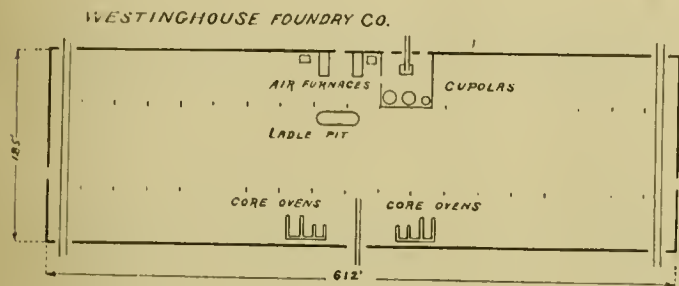 WESTINGHOUSE FOUNDRY CO.
AIR FURNACES
CUPOLAS
LADLE PIT
185'
CORE OVENS
CORE OVENS
612'